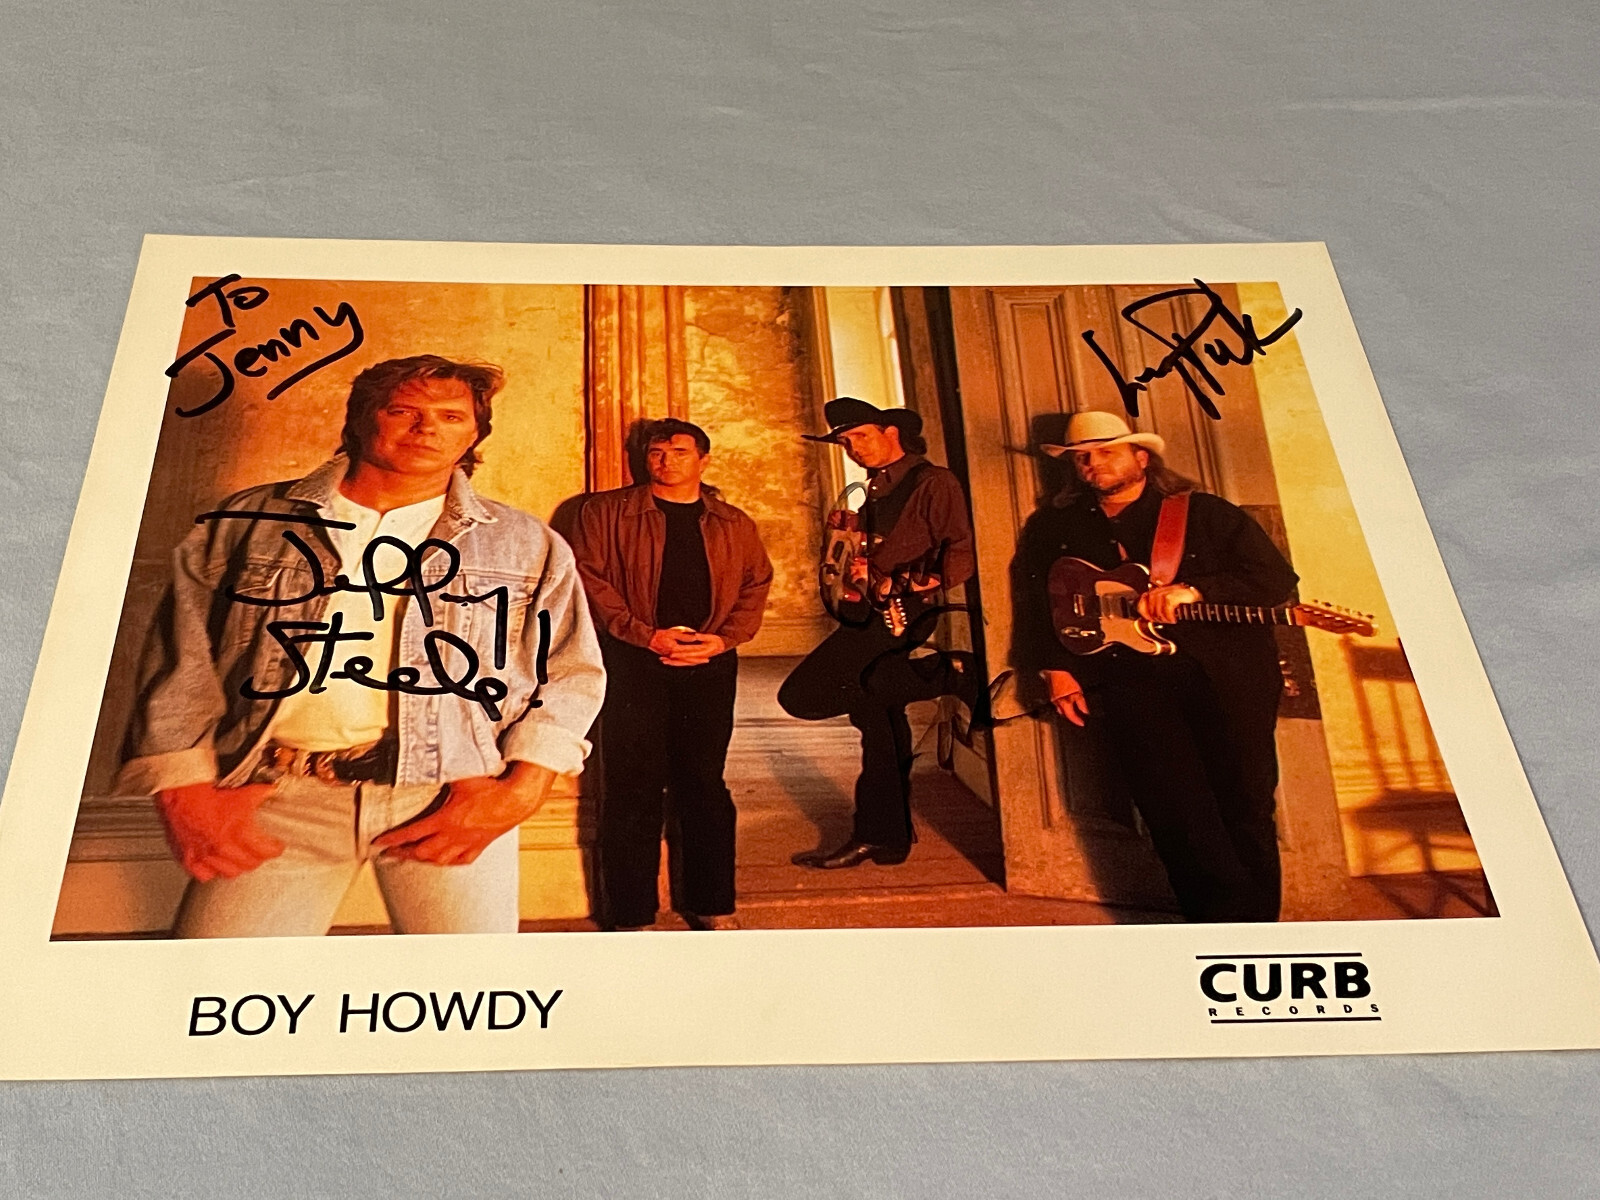 To
Jenny
Jeffrey
Steele!
BOY HOWDY
CURB
RECORDS